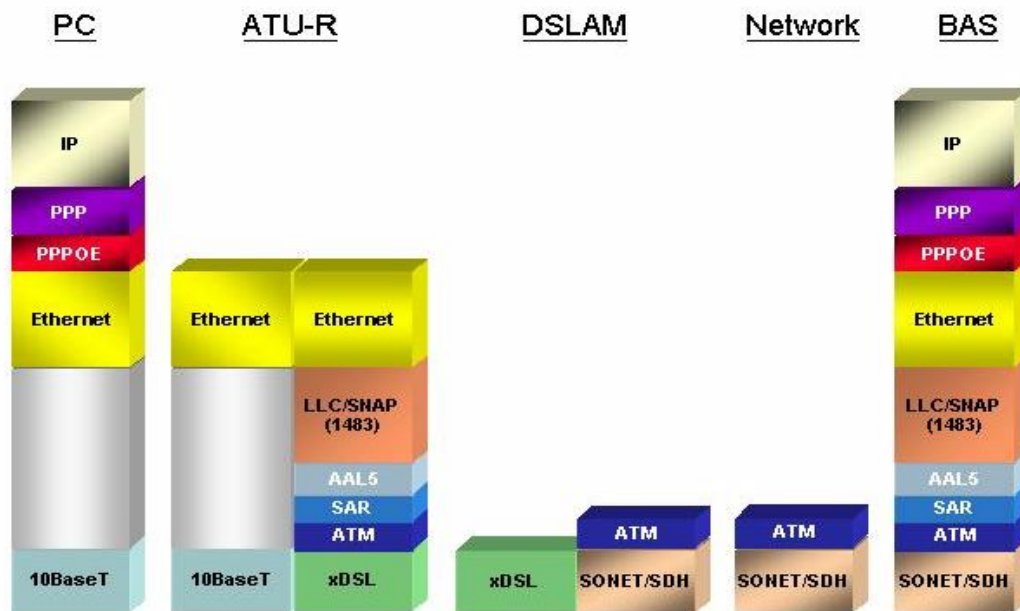 PC
ATU-R
DSLAM
Network
BAS
IP
PPP
PPPOE
Ethernet
10BaseT
Ethernet
10BaseT
Ethernet
LLC/SNAP
(1483)
AAL5
SAR
ATM
xDSL
xDSL
ATM
SONET/SDH
ATM
SONET/SDH
IP
PPP
PPPOE
Ethernet
LLC/SNAP
(1483)
AAL5
SAR
ATM
SONET/SDH